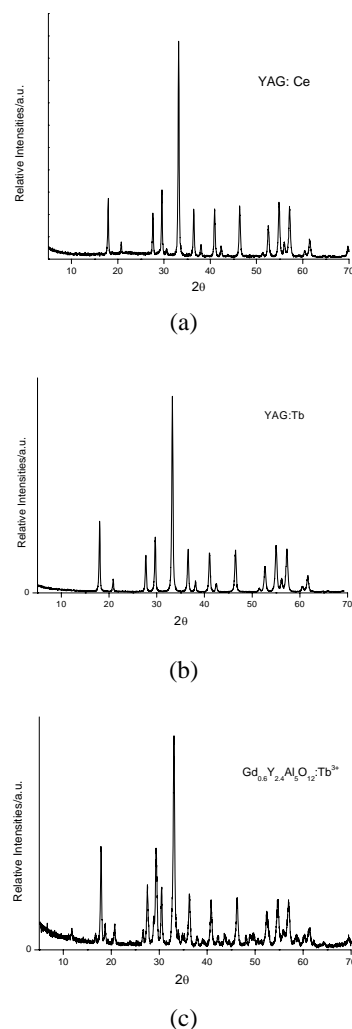 YAG: Ce
Relative Intensities/a.u.
10 20 30 40 50 60 70
2θ
(a)
YAG:Tb
Relative Intensities/a.u.
0
10 20 30 40 50 60 70
2θ
(b)
Gd0.6Y2.4Al5O12:Tb3+
Relative Intensities/a.u.
0
10 20 30 40 50 60 70
2θ
(c)